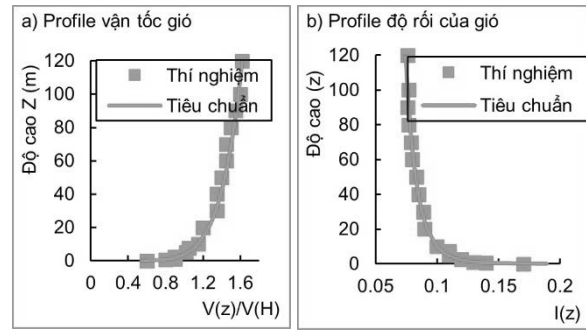 a) Profile vận tốc gió
Độ cao Z (m)
120
100
80
60
40
20
0
Thí nghiệm
Tiêu chuẩn
0 0.4 0.8 1.2 1.6
V(z)/V(H)
b) Profile độ rối của gió
Độ cao (z)
120
100
80
60
40
20
0
Thí nghiệm
Tiêu chuẩn
0.05 0.1 0.15 0.2
I(z)